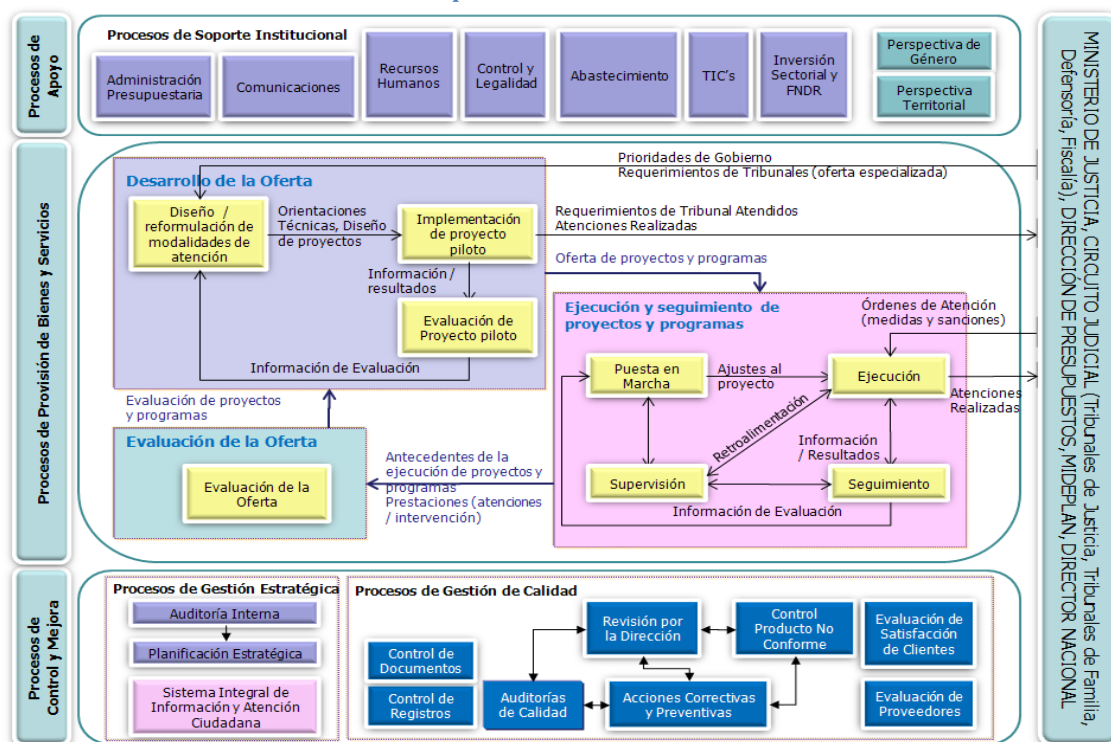 Procesos de
Apoyo
Procesos de Soporte Institucional
Administración
Presupuestaria
Comunicaciones
Recursos
Humanos
Control y
Legalidad
Abastecimiento
TIC's
Inversión
Sectorial y
FNDR
Perspectiva de
Género
Perspectiva
Territorial
MINISTERIO DE JUSTICIA, CIRCUITO JUDICIAL (Tribunales de Justicia, Tribunales de Familia,
Defensoría, Fiscalía), DIRECCIÓN DE PRESUPUESTOS, MIDEPLAN, DIRECTOR NACIONAL
Procesos de Provisión de Bienes y Servicios
Prioridades de Gobierno
Requerimientos de Tribunales (oferta especializada)
Desarrollo de la Oferta
Diseño /
reformulación de
modalidades de
atención
Orientaciones
Técnicas, Diseño
de proyectos
Implementación
de proyecto
piloto
Requerimientos de Tribunal Atendidos
Atenciones Realizadas
Información /
resultados
Oferta de proyectos y programas
Evaluación de
Proyecto piloto
Información de Evaluación
Ejecución y seguimiento de
proyectos y programas
Órdenes de Atención
(medidas y sanciones)
Puesta en
Marcha
Ajustes al
proyecto
Ejecución
Atenciones
Realizadas
Retroalimentación
Información
/ Resultados
Supervisión
Seguimiento
Información de Evaluación
Evaluación de proyectos
y programas
Evaluación de la Oferta
Evaluación de la
Oferta
Antecedentes de la
ejecución de proyectos y
programas
Prestaciones (atenciones
/ intervención)
Procesos de
Control y Mejora
Procesos de Gestión Estratégica
Auditoría Interna
Planificación Estratégica
Sistema Integral de
Información y Atención
Ciudadana
Procesos de Gestión de Calidad
Control de
Documentos
Control de
Registros
Revisión por
la Dirección
Control
Producto No
Conforme
Auditorías
de Calidad
Acciones Correctivas
y Preventivas
Evaluación de
Satisfacción
de Clientes
Evaluación de
Proveedores